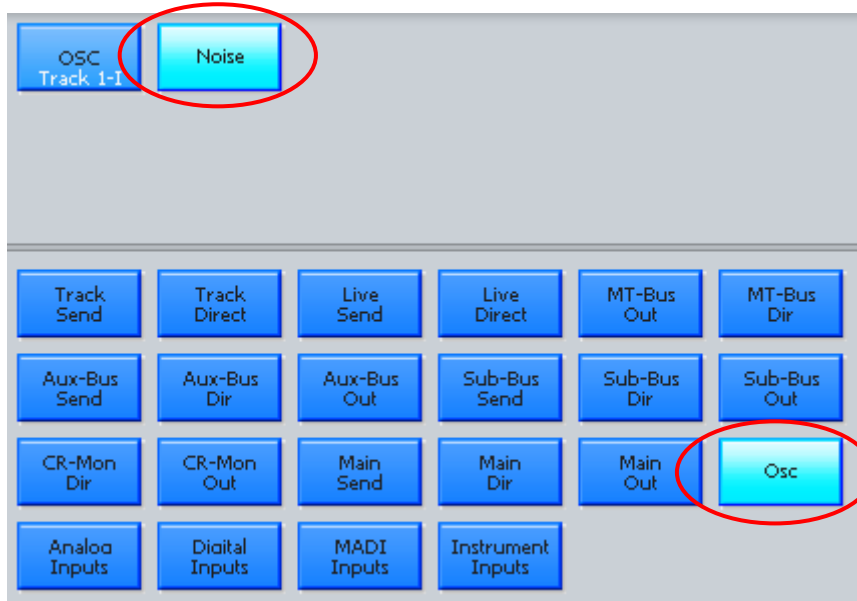 OSC
Track 1-I
Noise
Track
Send
Track
Direct
Live
Send
Live
Direct
MT-Bus
Out
MT-Bus
Dir
Aux-Bus
Send
Aux-Bus
Dir
Aux-Bus
Out
Sub-Bus
Send
Sub-Bus
Dir
Sub-Bus
Out
CR-Mon
Dir
CR-Mon
Out
Main
Send
Main
Dir
Main
Out
Osc
Analog
Inputs
Digital
Inputs
MADI
Inputs
Instrument
Inputs